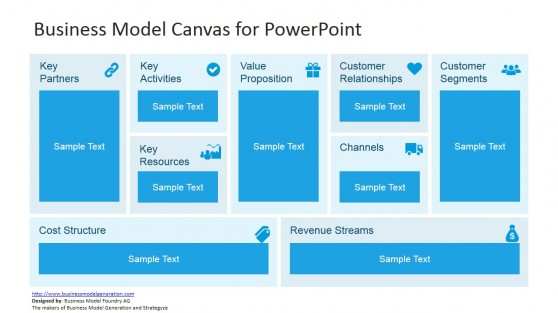 Business Model Canvas for PowerPoint
Key
Partners
Sample Text
Key
Activities
Sample Text
Key
Resources
Sample Text
Value
Proposition
Sample Text
Customer
Relationships
Sample Text
Channels
Sample Text
Customer
Segments
Sample Text
Cost Structure
Sample Text
Revenue Streams
$
Sample Text
http://www.businessmodelgeneration.com
Designed by: Business Model Foundry AG
The makers of Business Model Generation and Strategyze